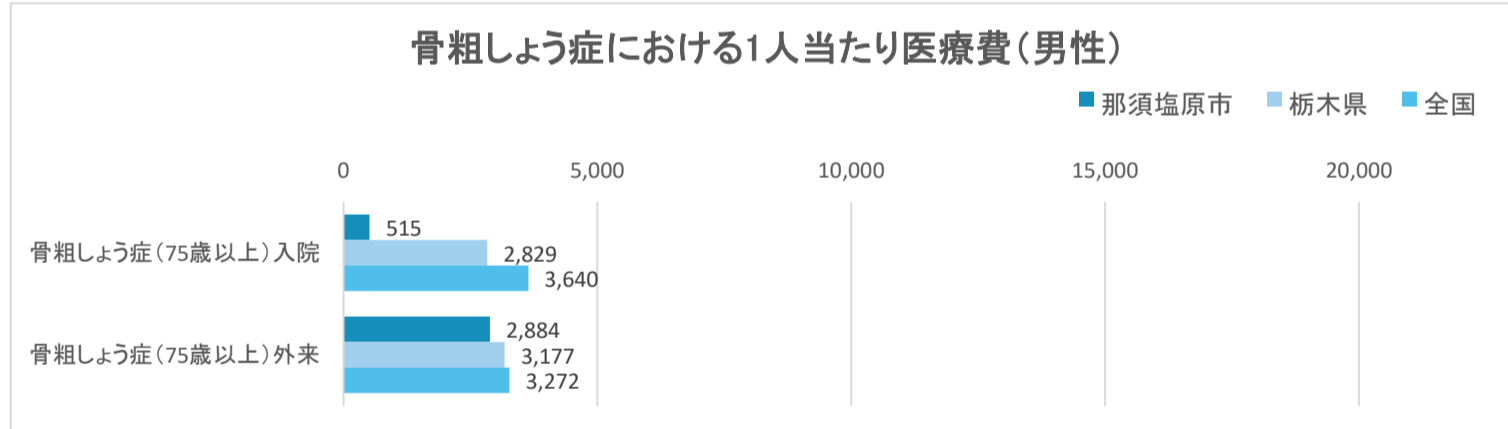 骨粗しょう症における1人当たり医療費(男性)
那須塩原市 栃木県 全国
0 5,000 10,000 15,000 20,000
骨粗しょう症(75歳以上)入院
515
2,829
3,640
骨粗しょう症(75歳以上)外来
2,884
3,177
3,272